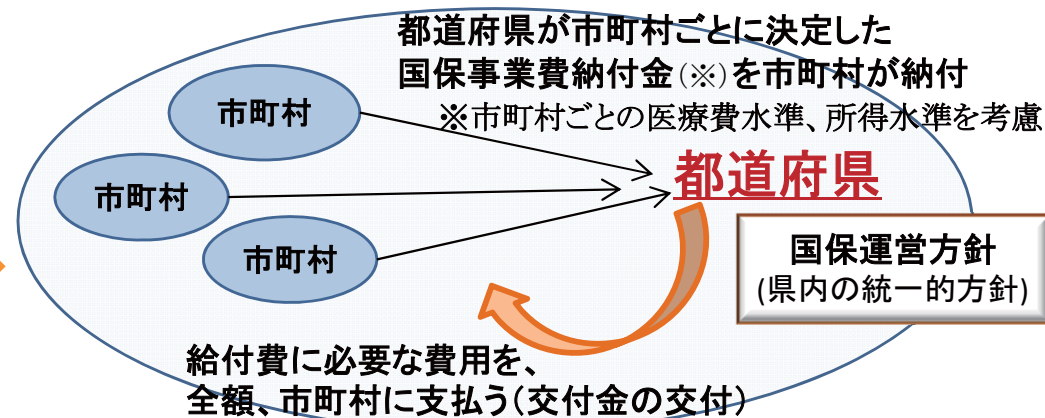 都道府県が市町村ごとに決定した
国保事業費納付金(※)を市町村が納付
※市町村ごとの医療費水準、所得水準を考慮
市町村
都道府県
市町村
市町村
国保運営方針
(県内の統一的方針)
給付費に必要な費用を、
全額、市町村に支払う(交付金の交付)